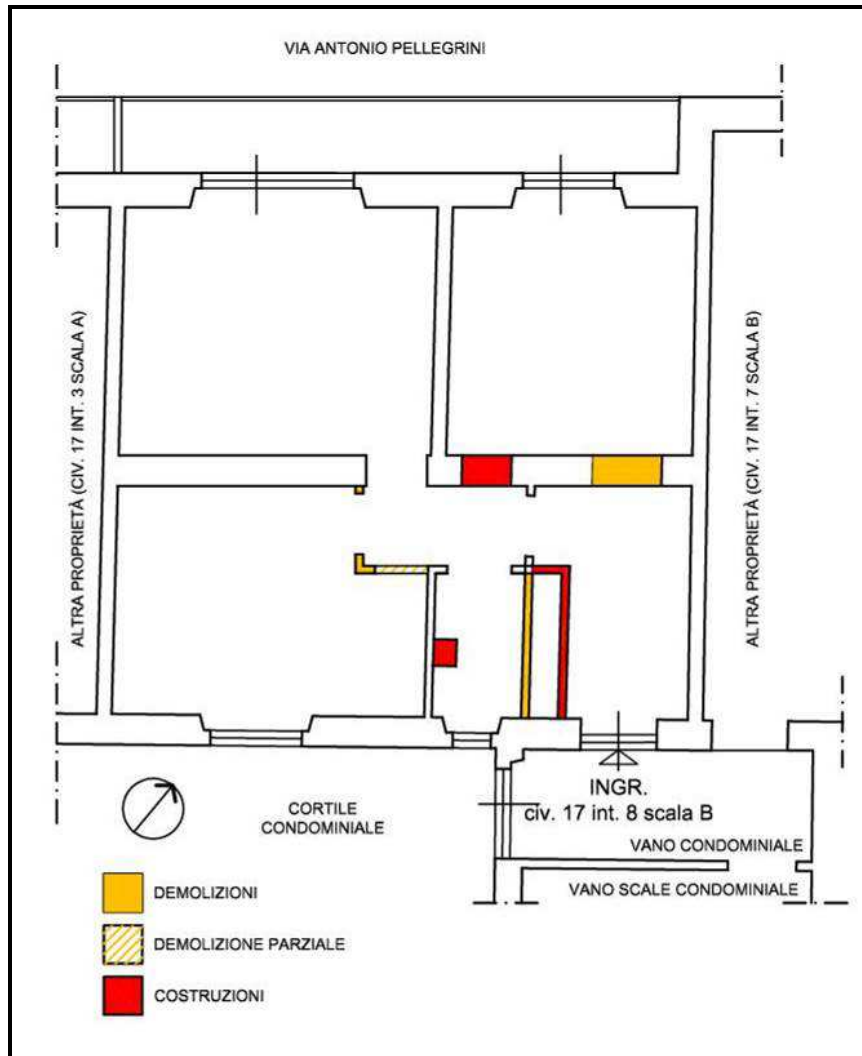 VIA ANTONIO PELLEGRINI
ALTRA PROPRIETÀ (CIV. 17 INT. 3 SCALA A)
ALTRA PROPRIETÀ (CIV. 17 INT. 7 SCALA B)
INGR.
civ. 17 int. 8 scala B
CORTILE
CONDOMINIALE
VANO CONDOMINIALE
VANO SCALE CONDOMINIALE
DEMOLIZIONI
DEMOLIZIONE PARZIALE
COSTRUZIONI